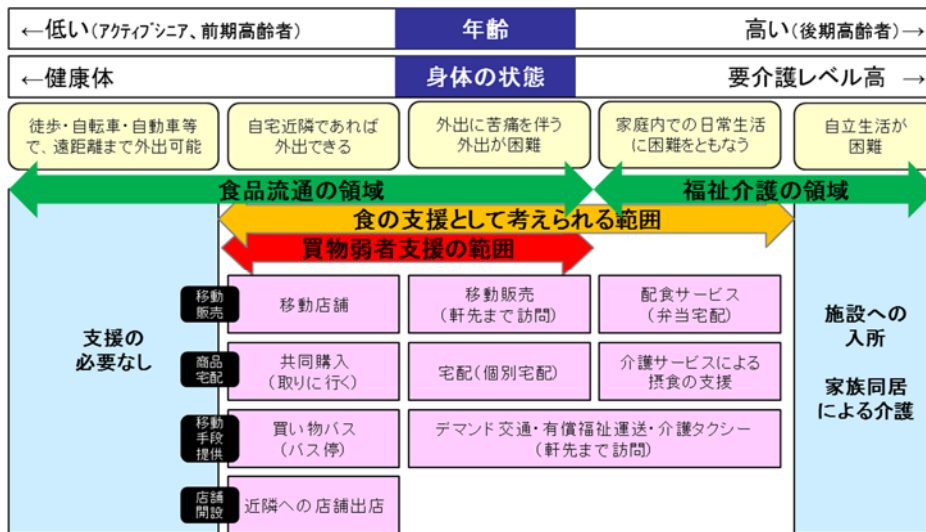 ←低い(アクティブシニア、前期高齢者)
年齢
高い(後期高齢者)→
←健康体
身体の状態
要介護レベル高 →
徒歩・自転車・自動車等
で、遠距離まで外出可能
自宅近隣であれば
外出できる
外出に苦痛を伴う
外出が困難
家庭内での日常生活
に困難をともなう
自立生活が
困難
食品流通の領域
福祉介護の領域
食の支援として考えられる範囲
買物弱者支援の範囲
支援の
必要なし
移動
販売
移動店舗
移動販売
(軒先まで訪問)
配食サービス
(弁当宅配)
商品
宅配
共同購入
(取りに行く)
宅配(個別宅配)
介護サービスによる
摂食の支援
移動
手段
提供
買い物バス
(バス停)
デマンド交通・有償福祉運送・介護タクシー
(軒先まで訪問)
店舗
開設
近隣への店舗出店
施設への
入所
家族同居
による介護